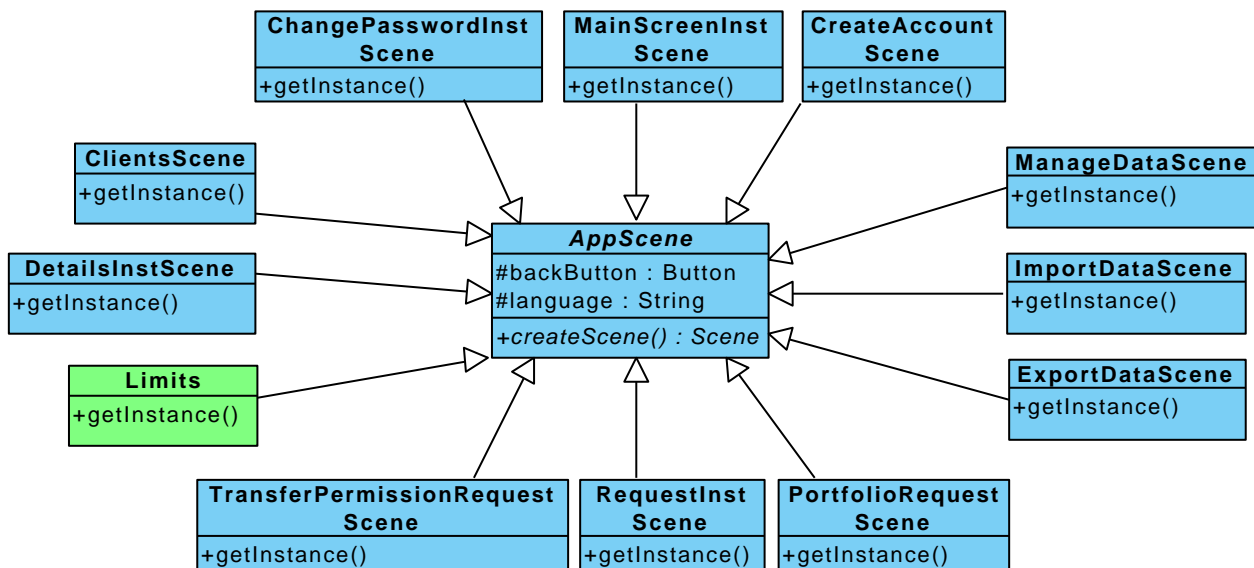 ChangePasswordInst
Scene
+getInstance()
MainScreenInst
Scene
+getInstance()
CreateAccount
Scene
+getInstance()
ClientsScene
+getInstance()
ManageDataScene
+getInstance()
AppScene
#backButton : Button
#language : String
+createScene() : Scene
DetailsInstScene
+getInstance()
ImportDataScene
+getInstance()
Limits
+getInstance()
ExportDataScene
+getInstance()
TransferPermissionRequest
Scene
+getInstance()
RequestInst
Scene
+getInstance()
PortfolioRequest
Scene
+getInstance()